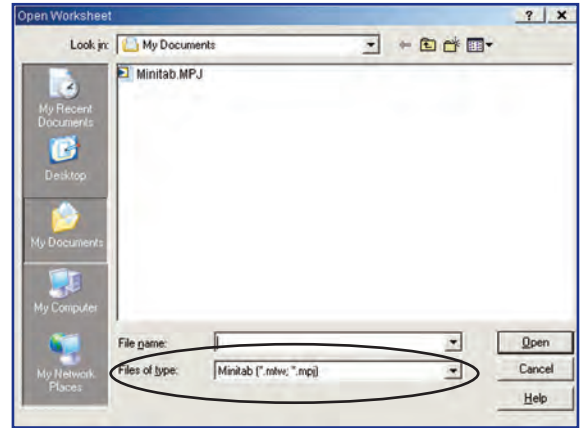 Open Worksheet
Look in: My Documents
Minitab.MPJ
My Recent
Documents
Desktop
My Documents
My Computer
My Network
Places
File name:
Open
Files of type: Minitab (*.mtw; *.mpj)
Cancel
Help